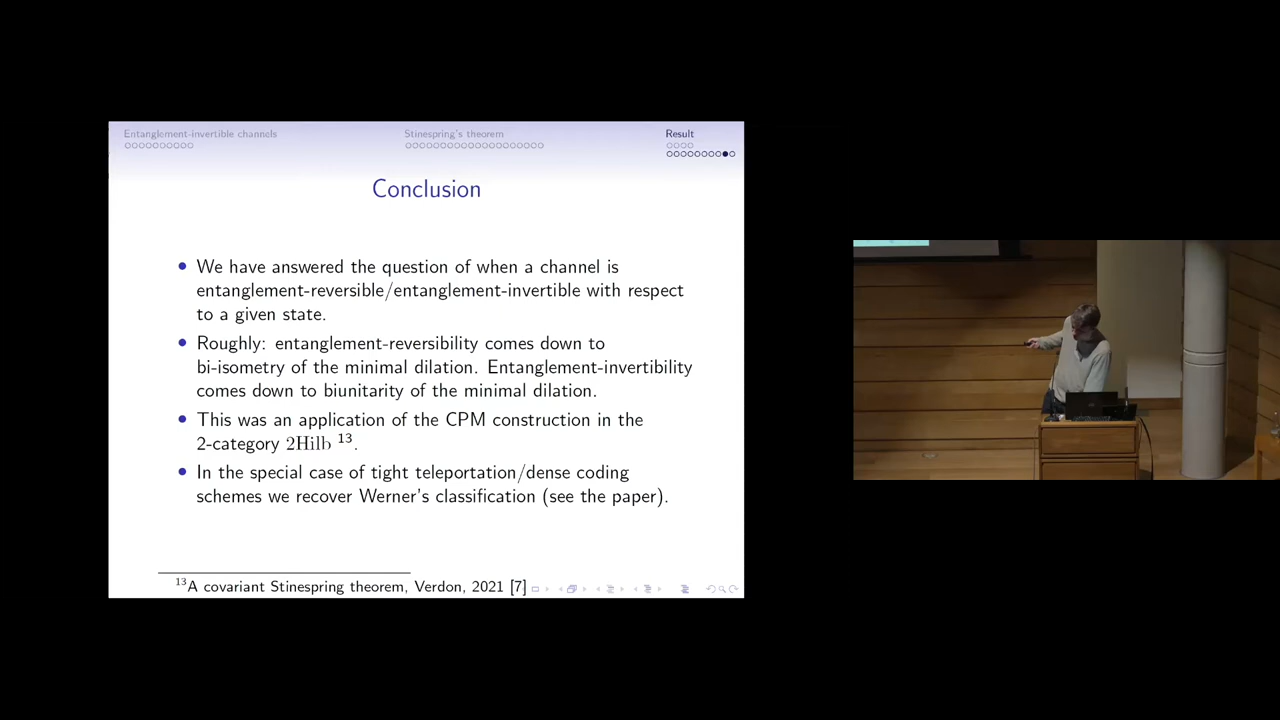 Entanglement-invertible channels
Stinespring's theorem
Result
Conclusion
• We have answered the question of when a channel is
entanglement-reversible/entanglement-invertible with respect
to a given state.
• Roughly: entanglement-reversibility comes down to
bi-isometry of the minimal dilation. Entanglement-invertibility
comes down to biunitarity of the minimal dilation.
• This was an application of the CPM construction in the
2-category 2Hilb ¹³.
• In the special case of tight teleportation/dense coding
schemes we recover Werner's classification (see the paper).
¹³A covariant Stinespring theorem, Verdon, 2021 [7]